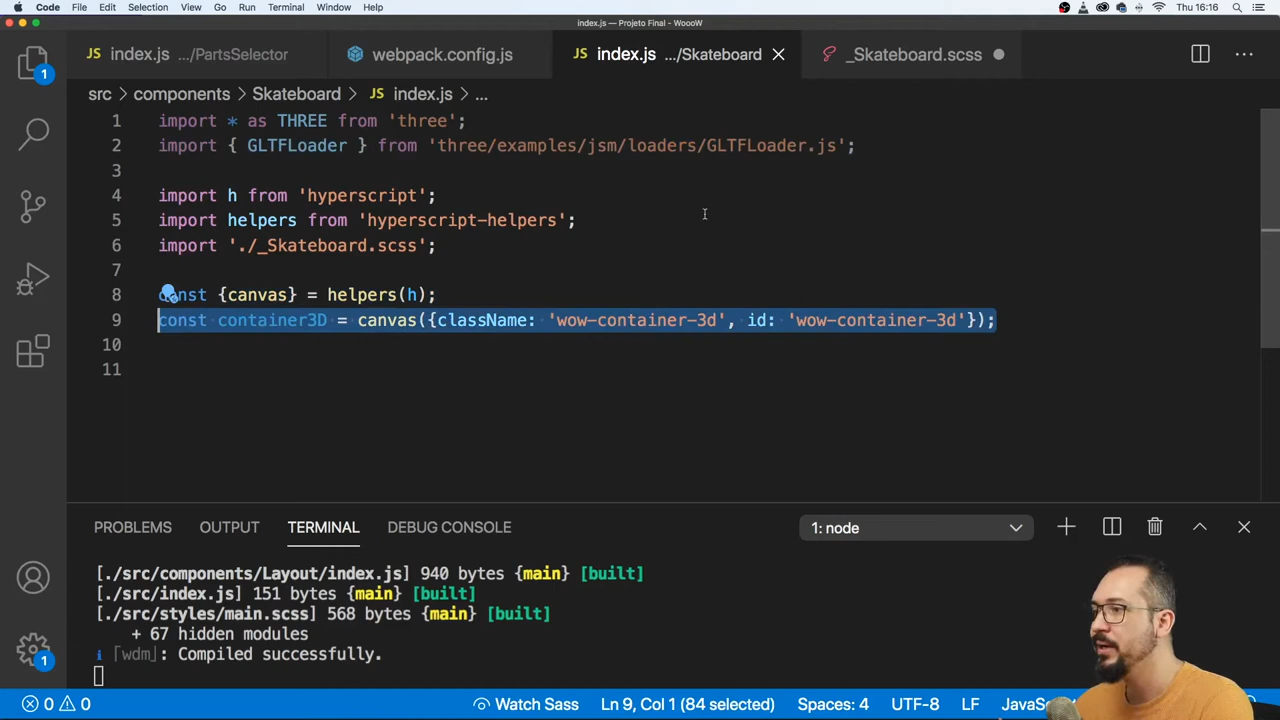 Code File Edit Selection View Go Run Terminal Window Help Thu 16:16
index.js — Projeto Final - WoooW
JS index.js .../PartsSelector webpack.config.js JS index.js .../Skateboard _Skateboard.scss
1
src > components > Skateboard > JS index.js > ...
1 import * as THREE from 'three';
2 import { GLTFLoader } from 'three/examples/jsm/loaders/GLTFLoader.js';
3
4 import h from 'hyperscript';
5 import helpers from 'hyperscript-helpers';
6 import './_Skateboard.scss';
7
8 const {canvas} = helpers(h);
9 const container3D = canvas({className: 'wow-container-3d', id: 'wow-container-3d'});
10
11
PROBLEMS OUTPUT TERMINAL DEBUG CONSOLE 1: node
[./src/components/Layout/index.js] 940 bytes {main} [built]
[./src/index.js] 151 bytes {main} [built]
[./src/styles/main.scss] 568 bytes {main} [built]
+ 67 hidden modules
i ｢wdm｣: Compiled successfully.
1
0 0 Watch Sass Ln 9, Col 1 (84 selected) Spaces: 4 UTF-8 LF